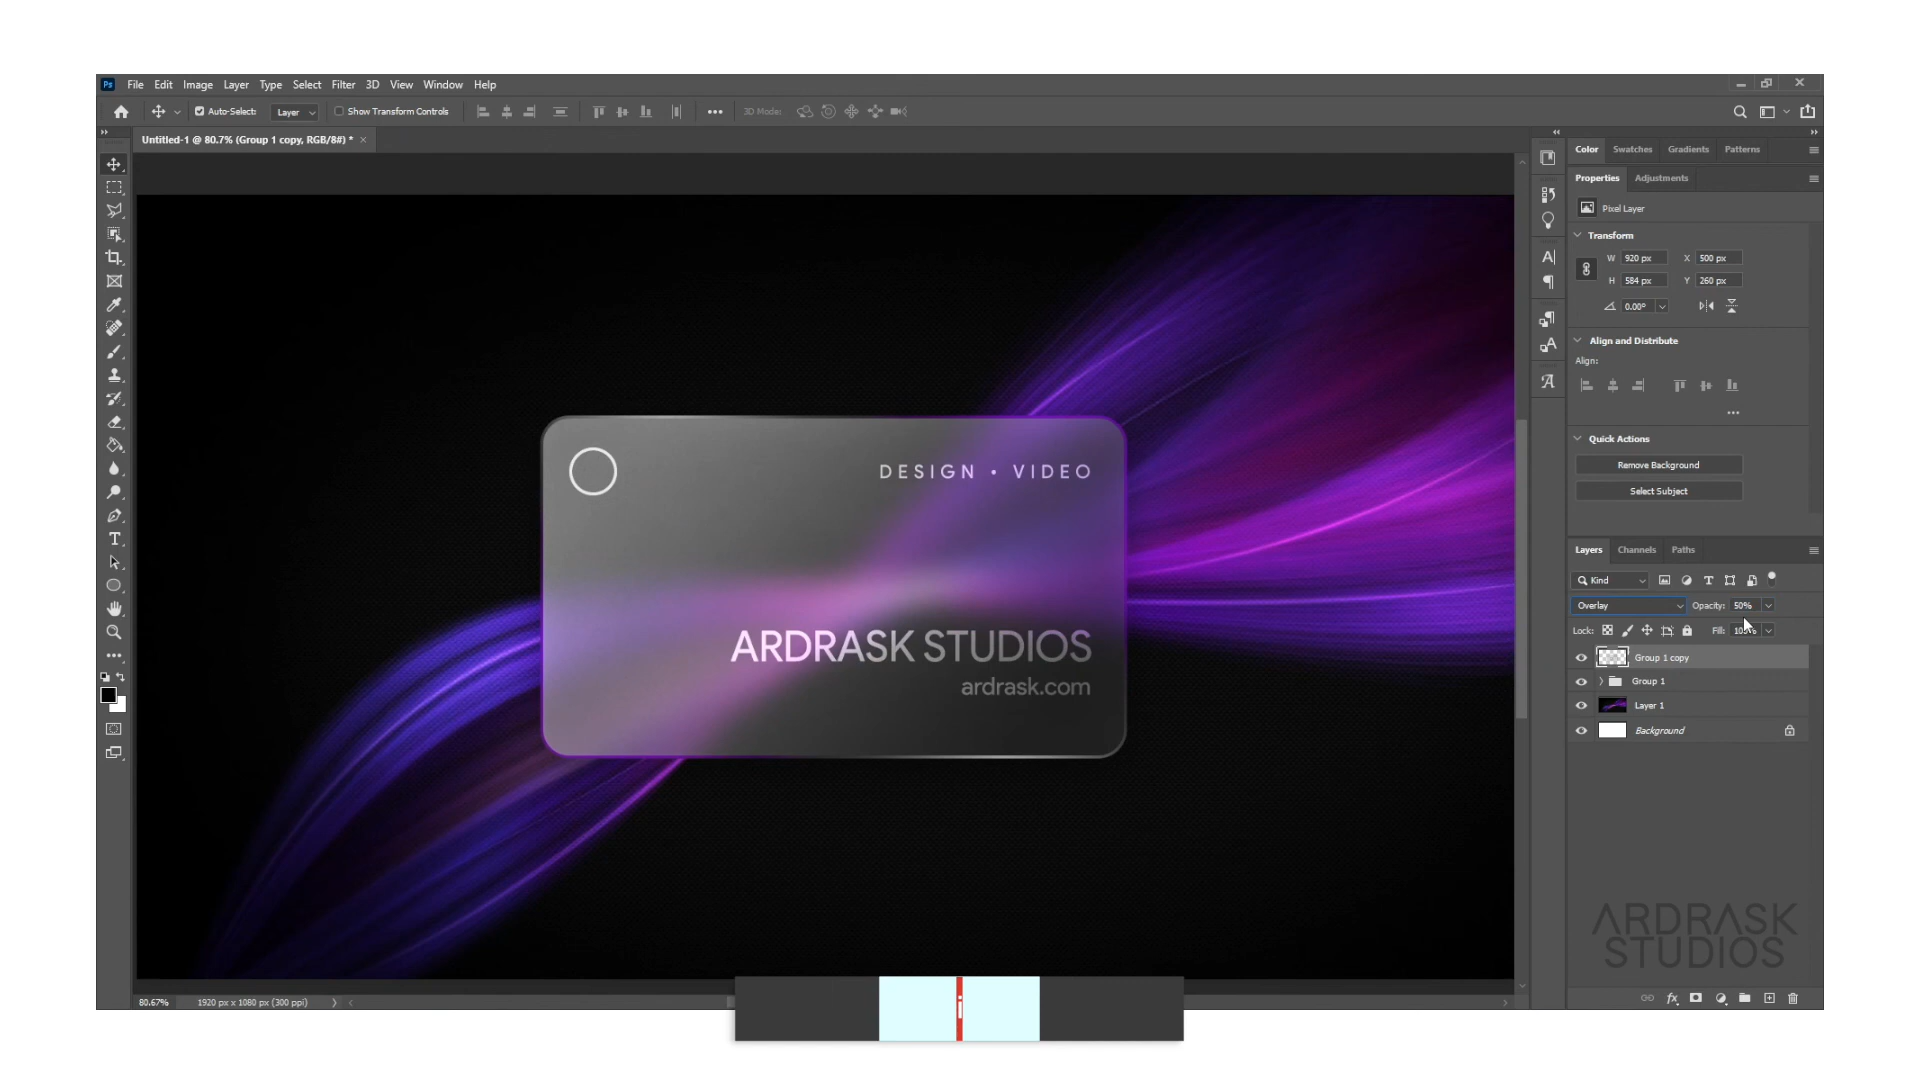 Ps File Edit Image Layer Type Select Filter 3D View Window Help
Auto-Select: Layer Show Transform Controls 3D Mode:
Untitled-1 @ 80.7% (Group 1 copy, RGB/8#) *
DESIGN • VIDEO
ARDRASK STUDIOS
ardrask.com
80.67% 1920 px x 1080 px (300 ppi)
i
Color Swatches Gradients Patterns
Properties Adjustments
Pixel Layer
Transform
W 920 px X 500 px
H 584 px Y 260 px
0.00°
Align and Distribute
Align:
Quick Actions
Remove Background
Select Subject
Layers Channels Paths
Kind
Overlay Opacity: 50%
Lock: Fill:
Group 1 copy
Group 1
Layer 1
Background
ARDRASK
STUDIOS